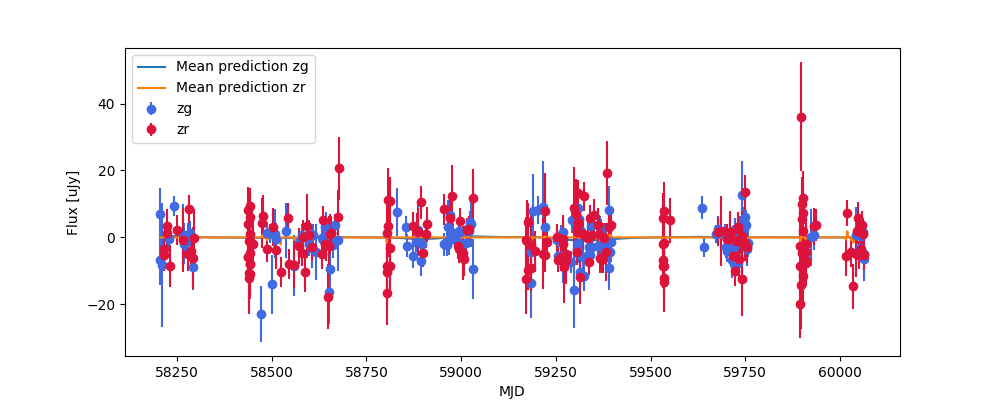 Mean prediction zg
Mean prediction zr
zg
zr
Flux [uJy]
40
20
0
−20
58250 58500 58750 59000 59250 59500 59750 60000
MJD